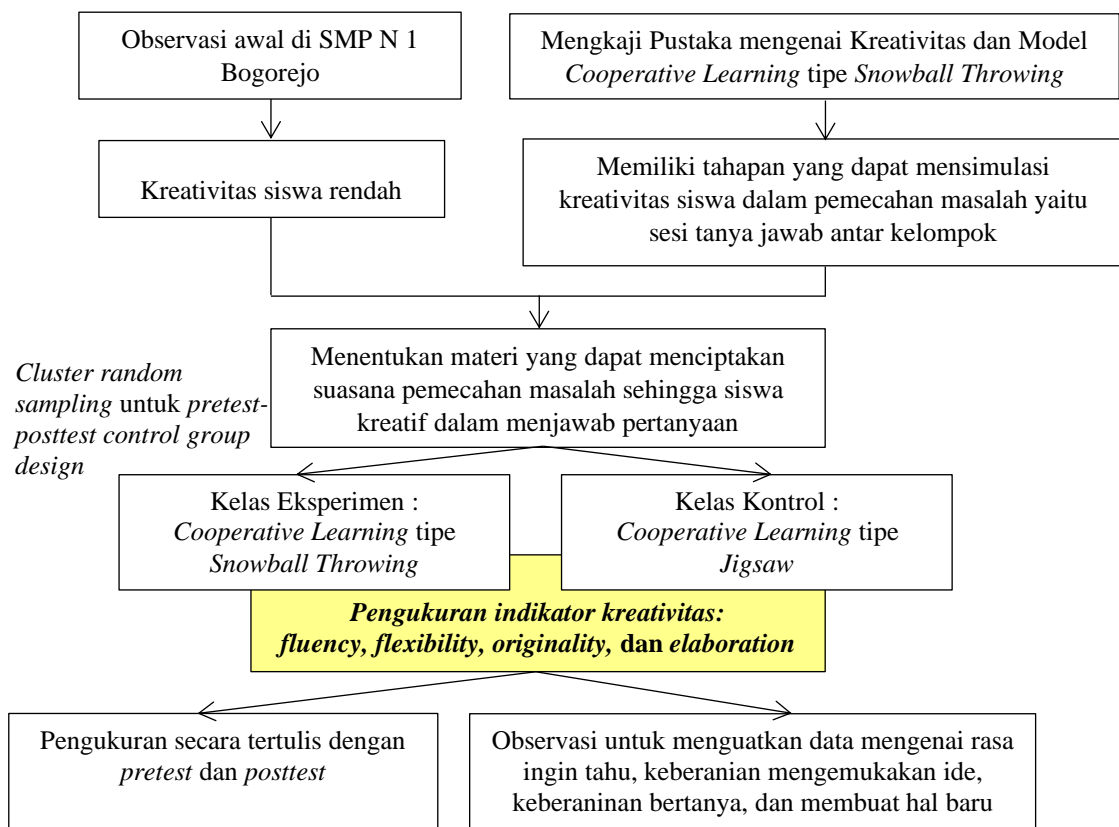 Observasi awal di SMP N 1
Bogorejo
Mengkaji Pustaka mengenai Kreativitas dan Model
Cooperative Learning tipe Snowball Throwing
Kreativitas siswa rendah
Memiliki tahapan yang dapat mensimulasi
kreativitas siswa dalam pemecahan masalah yaitu
sesi tanya jawab antar kelompok
Menentukan materi yang dapat menciptakan
suasana pemecahan masalah sehingga siswa
kreatif dalam menjawab pertanyaan
Cluster random
sampling untuk pretest-
posttest control group
design
Kelas Eksperimen :
Cooperative Learning tipe
Snowball Throwing
Kelas Kontrol :
Cooperative Learning tipe
Jigsaw
Pengukuran indikator kreativitas:
fluency, flexibility, originality, dan elaboration
Pengukuran secara tertulis dengan
pretest dan posttest
Observasi untuk menguatkan data mengenai rasa
ingin tahu, keberanian mengemukakan ide,
keberaninan bertanya, dan membuat hal baru